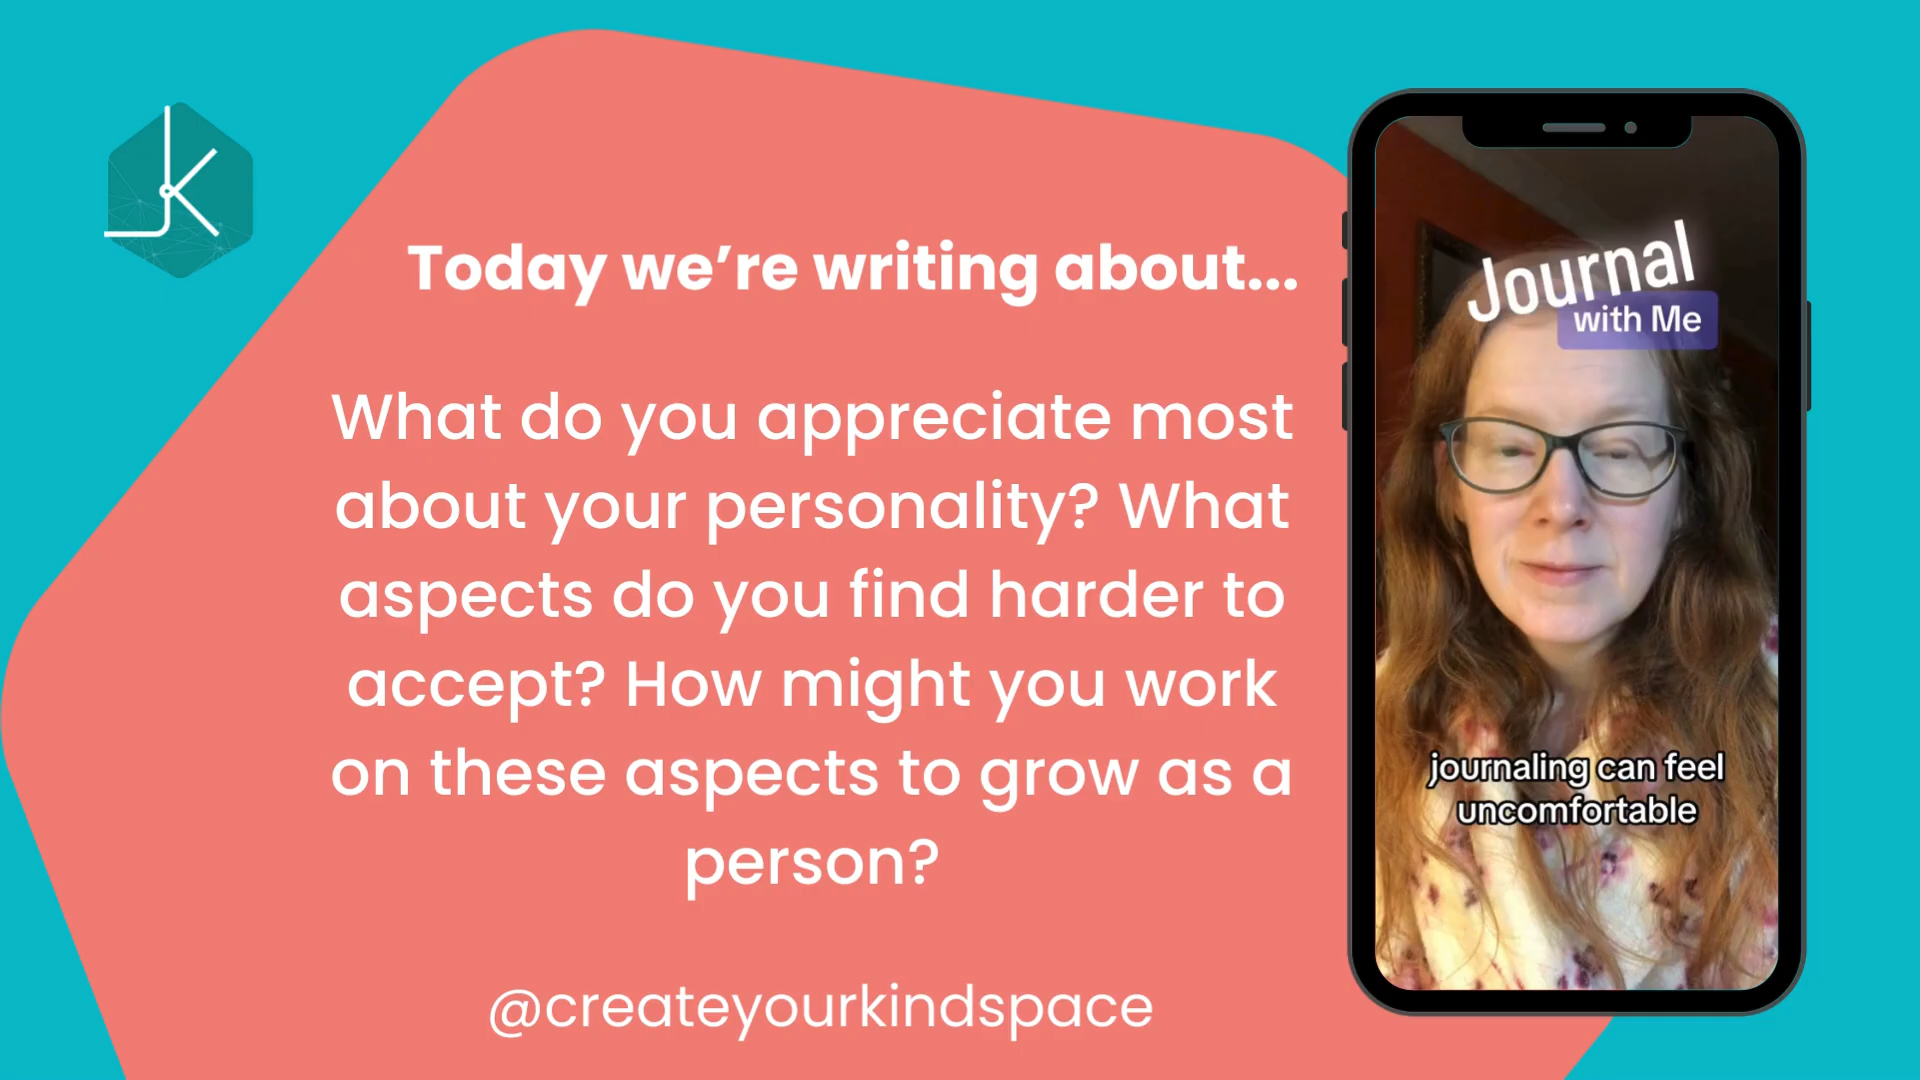 JK
Today we’re writing about...
What do you appreciate most
about your personality? What
aspects do you find harder to
accept? How might you work
on these aspects to grow as a
person?
@createyourkindspace
Journal
with Me
journaling can feel
uncomfortable